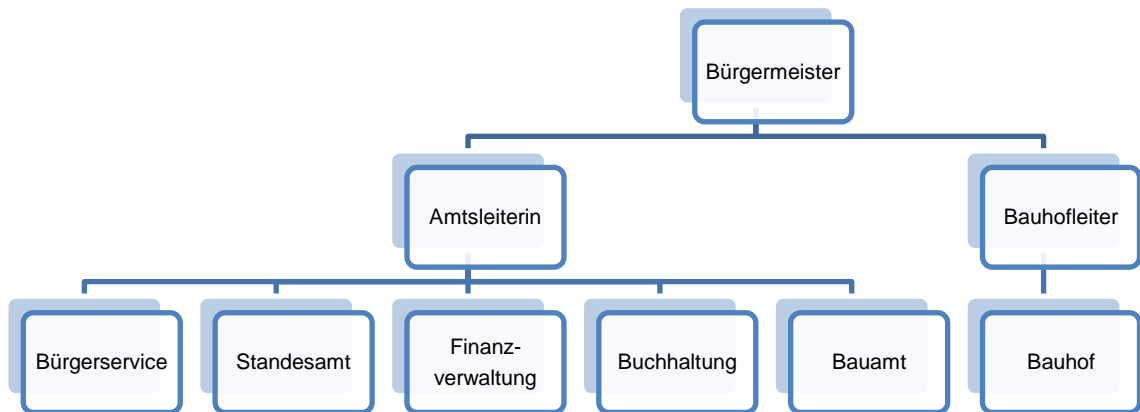 Bürgermeister
Amtsleiterin
Bauhofleiter
Bürgerservice
Standesamt
Finanz-
verwaltung
Buchhaltung
Bauamt
Bauhof